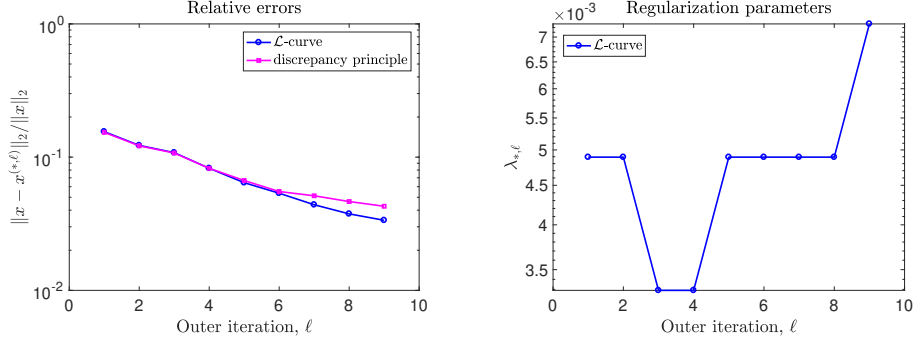 Relative errors
10^0
10^{-1}
10^{-2}
ℒ-curve
discrepancy principle
‖x − x^{(*,ℓ)}‖_2/‖x‖_2
0 2 4 6 8 10
Outer iteration, ℓ
Regularization parameters
×10^{-3}
7
6.5
6
5.5
5
4.5
4
3.5
ℒ-curve
λ_{*,ℓ}
0 2 4 6 8 10
Outer iteration, ℓ